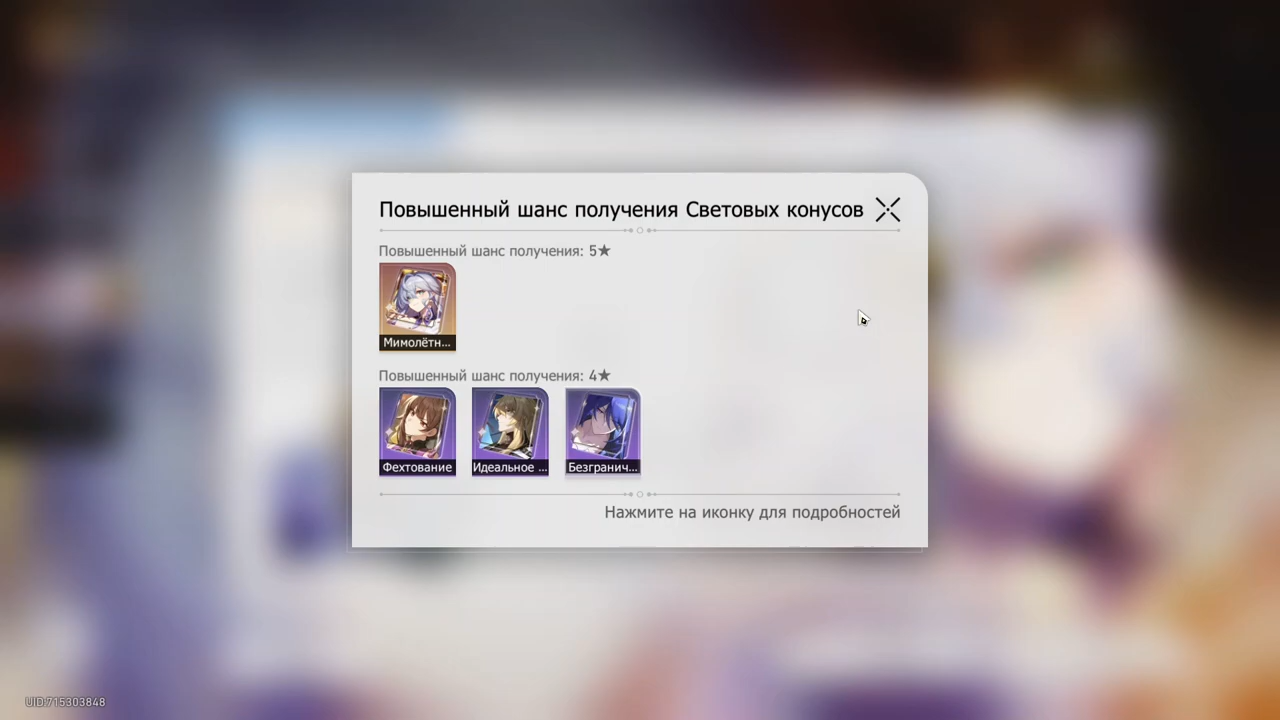 Повышенный шанс получения Световых конусов
Повышенный шанс получения: 5★
Мимолётн...
Повышенный шанс получения: 4★
Фехтование
Идеальное ...
Безгранич...
Нажмите на иконку для подробностей
UID:715303848